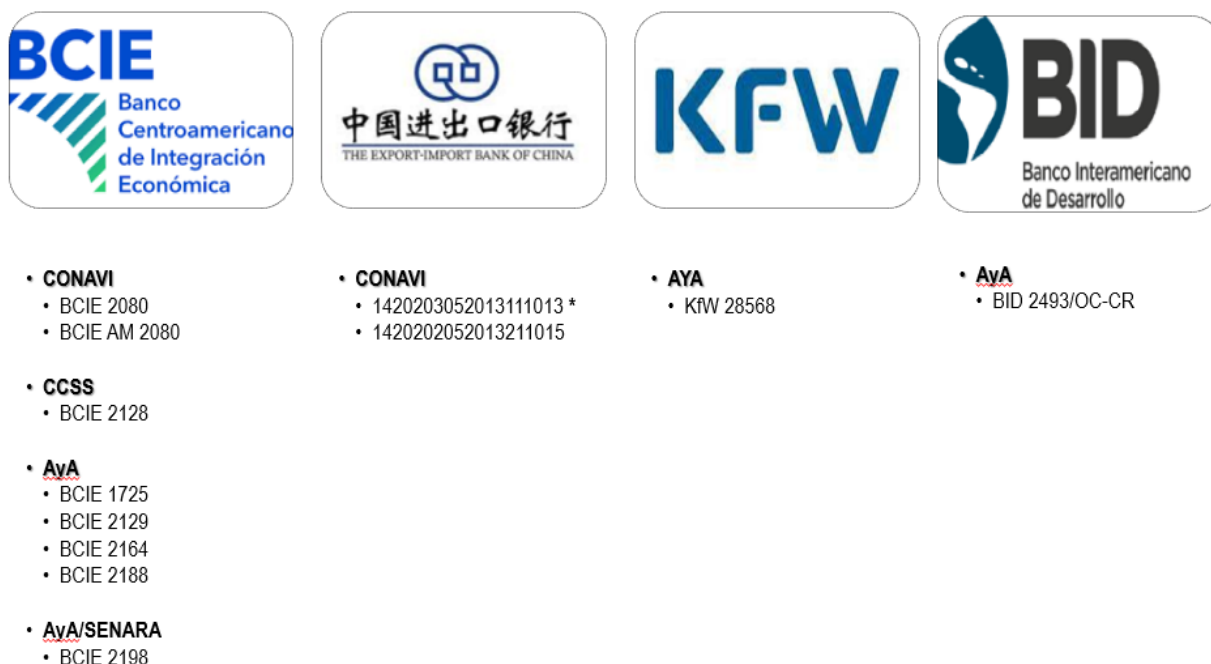 BCIE
Banco
Centroamericano
de Integración
Económica
中国进出口银行
THE EXPORT-IMPORT BANK OF CHINA
KFW
BID
Banco Interamericano
de Desarrollo
• CONAVI
• BCIE 2080
• BCIE AM 2080
• CCSS
• BCIE 2128
• AyA
• BCIE 1725
• BCIE 2129
• BCIE 2164
• BCIE 2188
• AyA/SENARA
• BCIE 2198
• CONAVI
• 1420203052013111013 *
• 1420202052013211015
• AYA
• KfW 28568
• AyA
• BID 2493/OC-CR